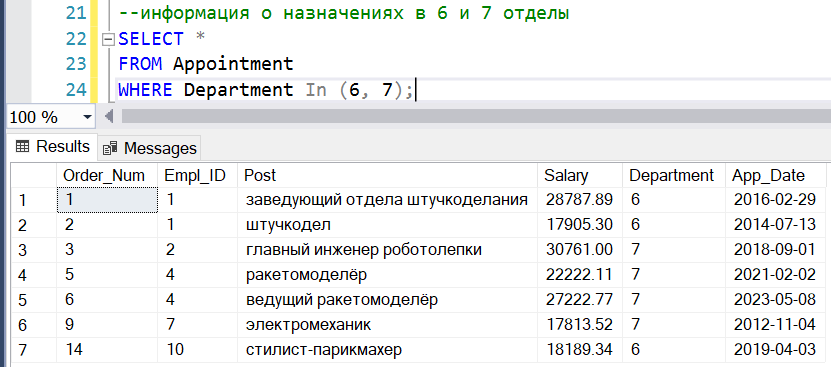 21 --информация о назначениях в 6 и 7 отделы
22 SELECT *
23 FROM Appointment
24 WHERE Department In (6, 7);
100 %
Results Messages
Order_Num Empl_ID Post Salary Department App_Date
1 1 1 заведующий отдела штучкоделания 28787.89 6 2016-02-29
2 2 1 штучкодел 17905.30 6 2014-07-13
3 3 2 главный инженер роботолепки 30761.00 7 2018-09-01
4 5 4 ракетомоделёр 22222.11 7 2021-02-02
5 6 4 ведущий ракетомоделёр 27222.77 7 2023-05-08
6 9 7 электромеханик 17813.52 7 2012-11-04
7 14 10 стилист-парикмахер 18189.34 6 2019-04-03